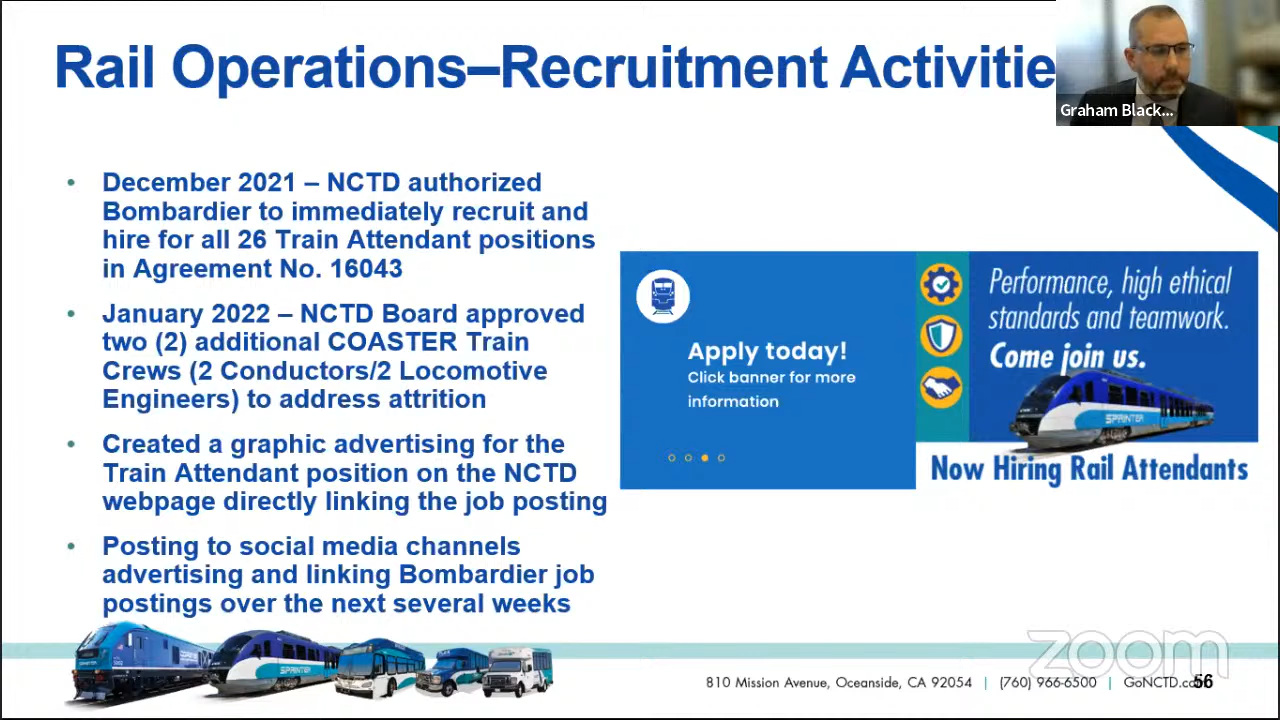 Rail Operations–Recruitment Activitie
Graham Black...
• December 2021 – NCTD authorized
Bombardier to immediately recruit and
hire for all 26 Train Attendant positions
in Agreement No. 16043
• January 2022 – NCTD Board approved
two (2) additional COASTER Train
Crews (2 Conductors/2 Locomotive
Engineers) to address attrition
• Created a graphic advertising for the
Train Attendant position on the NCTD
webpage directly linking the job posting
• Posting to social media channels
advertising and linking Bombardier job
postings over the next several weeks
Apply today!
Click banner for more
information
Performance, high ethical
standards and teamwork.
Come join us.
SPRINTER
Now Hiring Rail Attendants
COASTER
SPRINTER
zoom
810 Mission Avenue, Oceanside, CA 92054 | (760) 966-6500 | GoNCTD.co
56